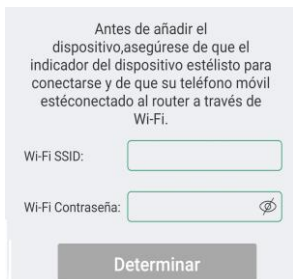 Antes de añadir el
dispositivo,asegúrese de que el
indicador del dispositivo estélisto para
conectarse y de que su teléfono móvil
estéconectado al router a través de
Wi-Fi.
Wi-Fi SSID:
Wi-Fi Contraseña:
Determinar